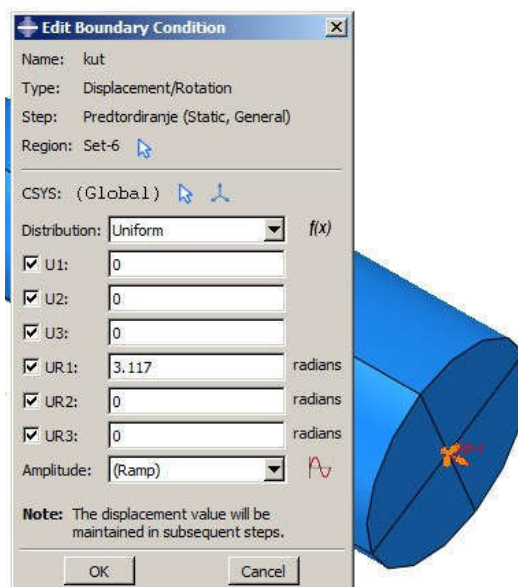 Edit Boundary Condition
Name: kut
Type: Displacement/Rotation
Step: Predtordiranje (Static, General)
Region: Set-6
CSYS: (Global)
Distribution: Uniform f(x)
U1: 0
U2: 0
U3: 0
UR1: 3.117 radians
UR2: 0 radians
UR3: 0 radians
Amplitude: (Ramp)
Note: The displacement value will be
maintained in subsequent steps.
OK Cancel